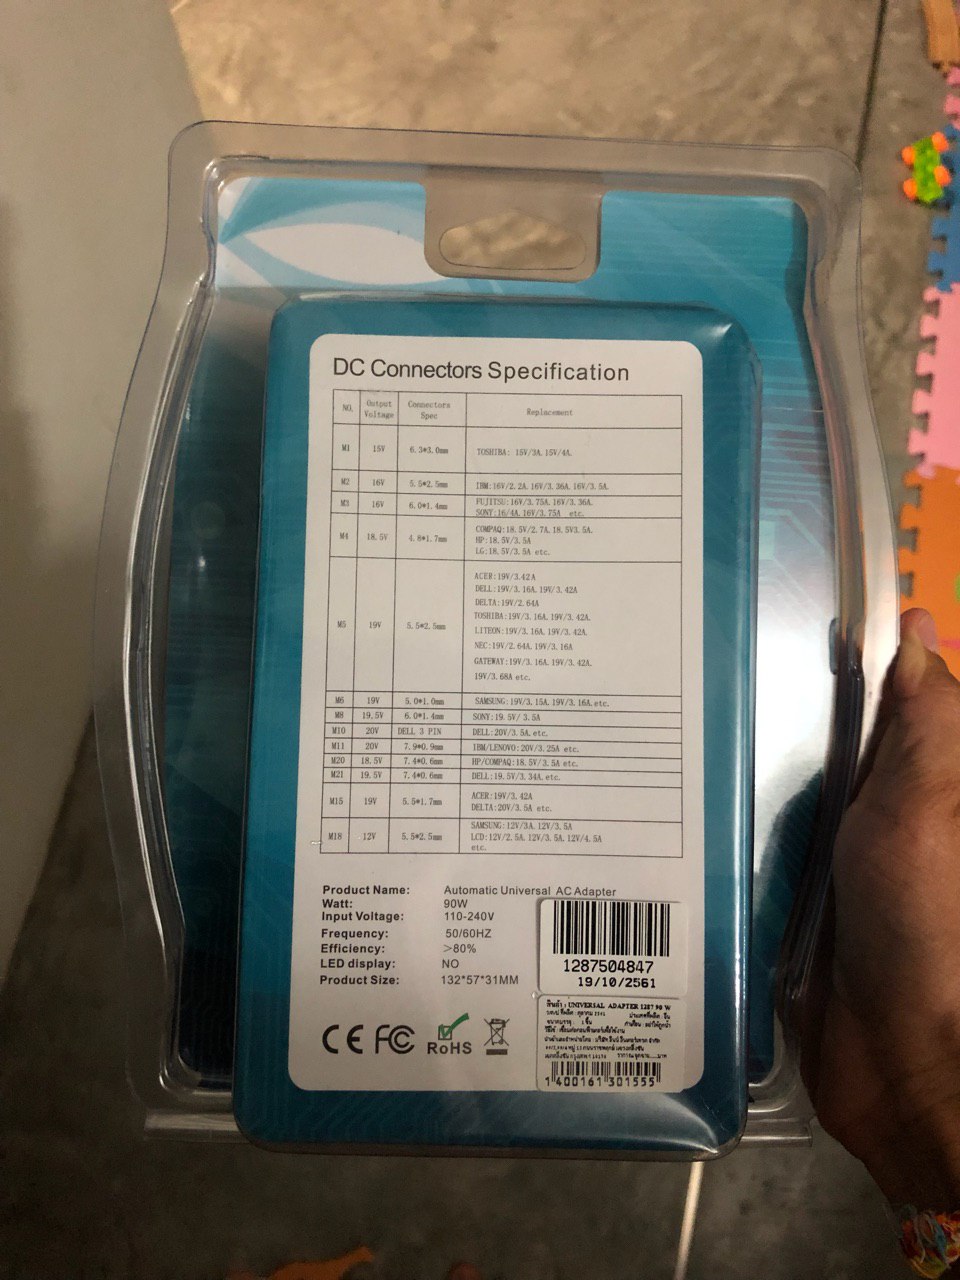 DC Connectors Specification
NO. Output Voltage Connectors Spec Replacement
M1 15V 6.3*3.0mm TOSHIBA: 15V/3A. 15V/4A.
M2 16V 5.5*2.5mm IBM:16V/2.2A. 16V/3.36A. 16V/3.5A.
M3 16V 6.0*1.4mm FUJITSU:16V/3.75A. 16V/3.36A.
SONY:16/4A. 16V/3.75A etc.
M4 18.5V 4.8*1.7mm COMPAQ:18.5V/2.7A. 18.5V3.5A.
HP:18.5V/3.5A
LG:18.5V/3.5A etc.
M5 19V 5.5*2.5mm ACER:19V/3.42A
DELL:19V/3.16A. 19V/3.42A
DELTA:19V/2.64A
TOSHIBA:19V/3.16A. 19V/3.42A.
LITEON:19V/3.16A. 19V/3.42A.
NEC:19V/2.64A. 19V/3.16A
GATEWAY:19V/3.16A. 19V/3.42A.
19V/3.68A etc.
M6 19V 5.0*1.0mm SAMSUNG:19V/3.15A. 19V/3.16A. etc.
M8 19.5V 6.0*1.4mm SONY:19.5V/ 3.5A
M10 20V DELL 3 PIN DELL:20V/3.5A. etc.
M11 20V 7.9*0.9mm IBM/LENOVO:20V/3.25A etc.
M20 18.5V 7.4*0.6mm HP/COMPAQ:18.5V/3.5A etc.
M21 19.5V 7.4*0.6mm DELL:19.5V/3.34A. etc.
M15 19V 5.5*1.7mm ACER:19V/3.42A
DELTA:20V/3.5A etc.
M18 12V 5.5*2.5mm SAMSUNG:12V/3A. 12V/3.5A
LCD:12V/2.5A. 12V/3.5A. 12V/4.5A
etc.
Product Name: Automatic Universal AC Adapter
Watt: 90W
Input Voltage: 110-240V
Frequency: 50/60HZ
Efficiency: >80%
LED display: NO
Product Size: 132*57*31MM
1287504847
19/10/2561
CE FC RoHS
สินค้า : UNIVERSAL ADAPTER 1287 90 W
1 400161 301555